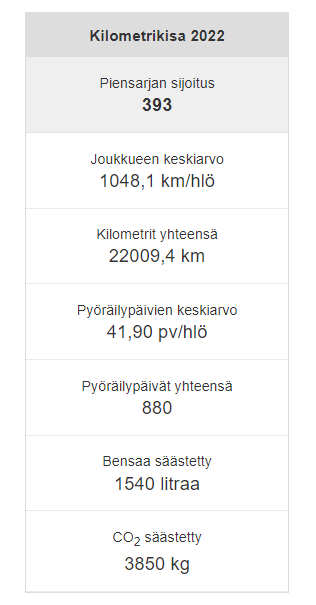 Kilometrikisa 2022
Piensarjan sijoitus
393
Joukkueen keskiarvo
1048,1 km/hlö
Kilometrit yhteensä
22009,4 km
Pyöräilypäivien keskiarvo
41,90 pv/hlö
Pyöräilypäivät yhteensä
880
Bensaa säästetty
1540 litraa
CO2 säästetty
3850 kg